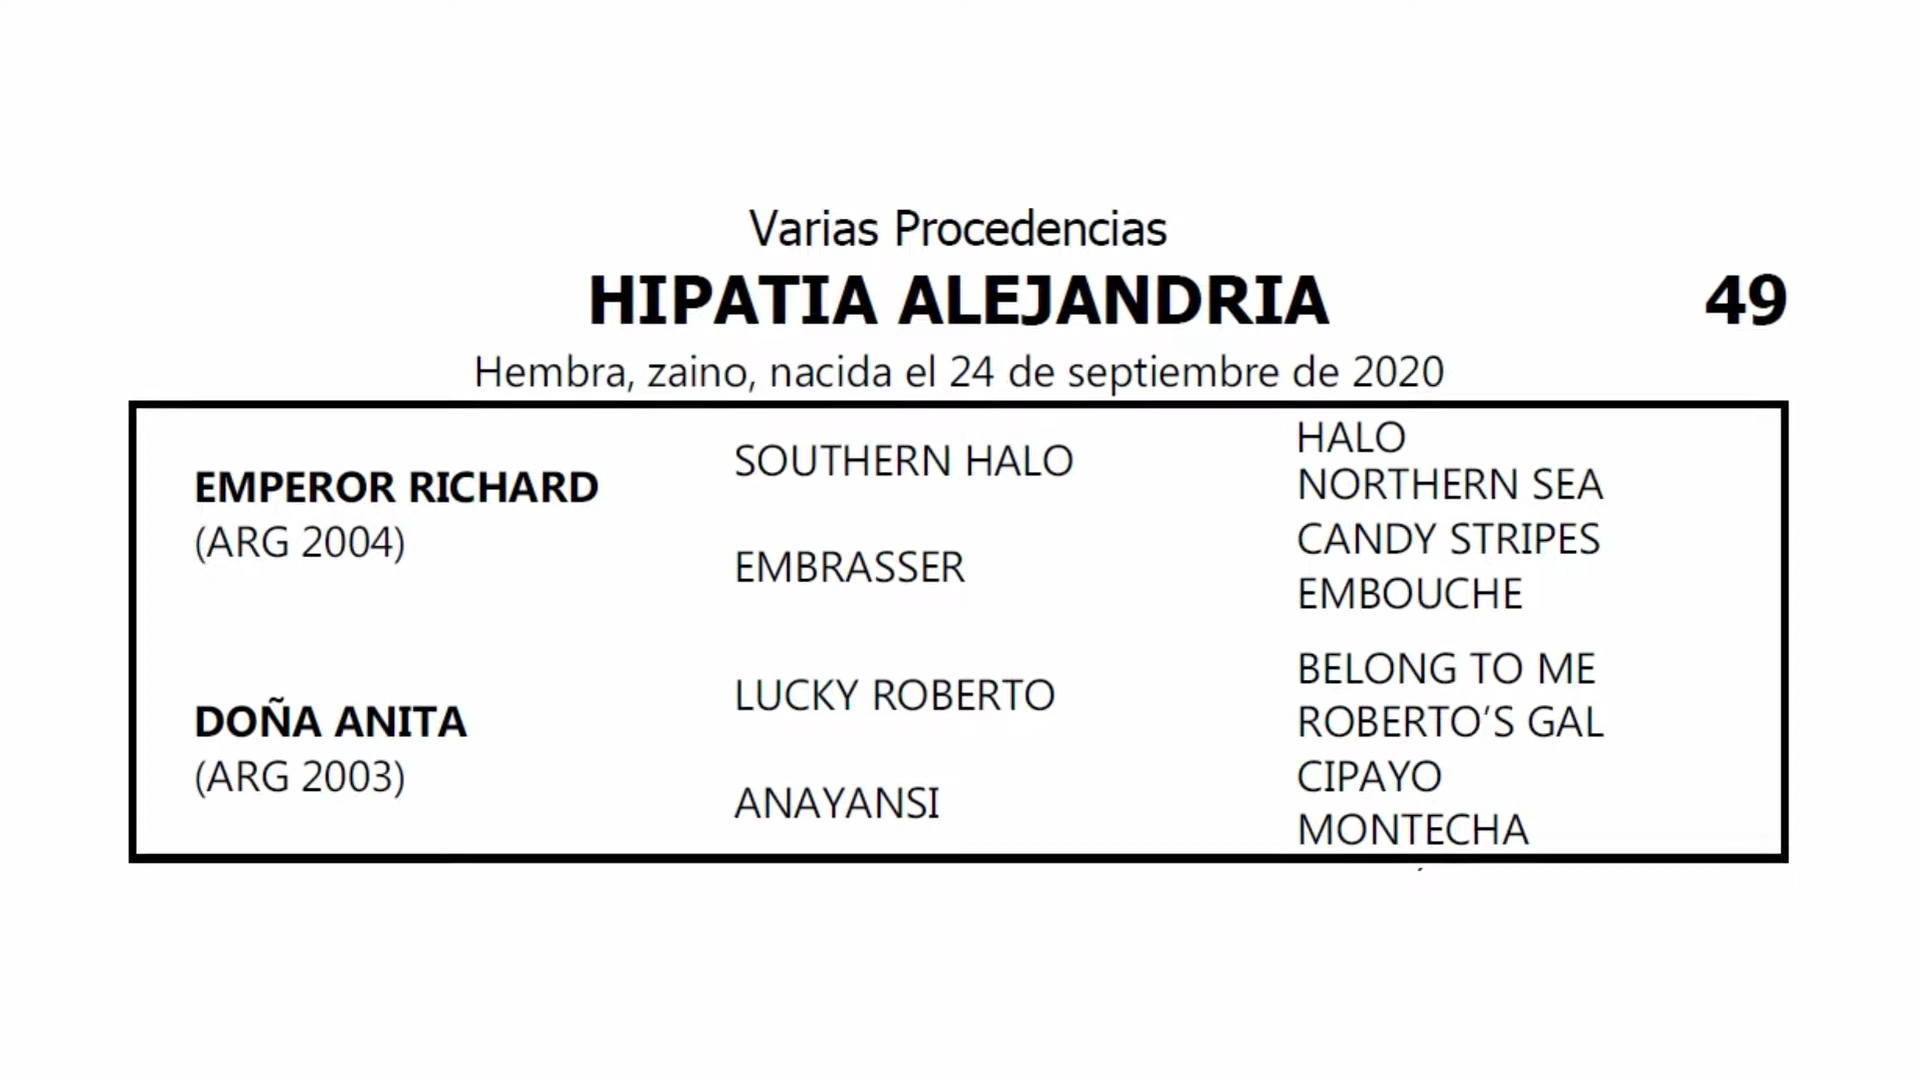 Varias Procedencias
HIPATIA ALEJANDRIA
49
Hembra, zaino, nacida el 24 de septiembre de 2020
EMPEROR RICHARD
(ARG 2004)
SOUTHERN HALO
EMBRASSER
HALO
NORTHERN SEA
CANDY STRIPES
EMBOUCHE
DOÑA ANITA
(ARG 2003)
LUCKY ROBERTO
ANAYANSI
BELONG TO ME
ROBERTO’S GAL
CIPAYO
MONTECHA